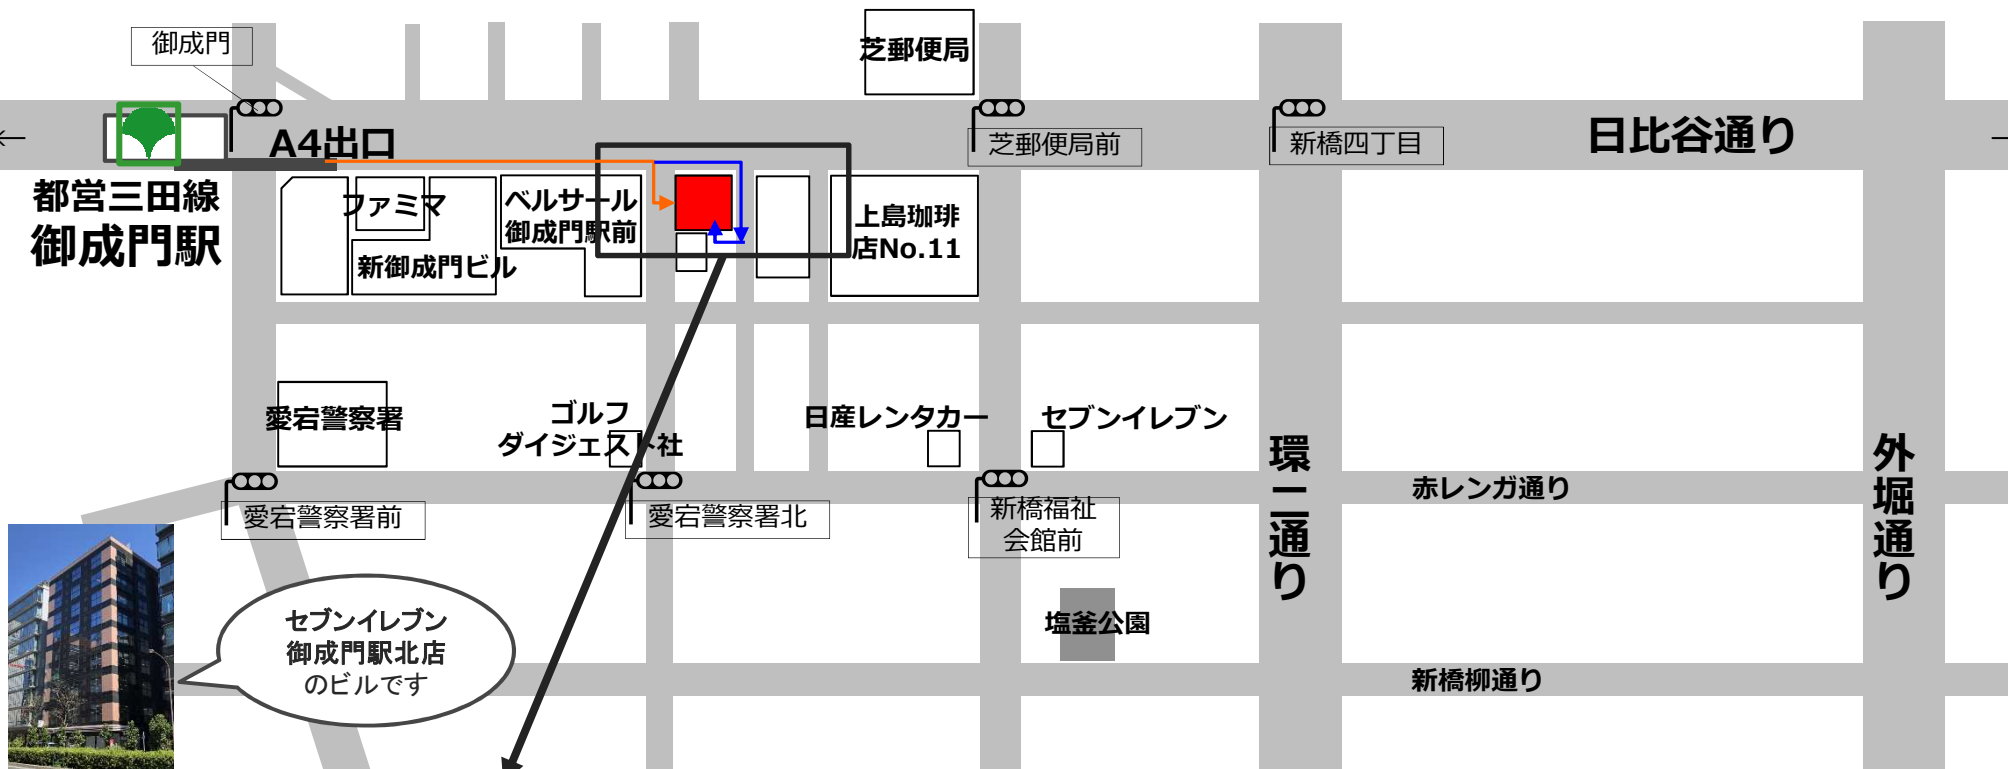 芝郵便局
御成門
A4出口
芝郵便局前
新橋四丁目
日比谷通り
都営三田線
御成門駅
ファミマ
新御成門ビル
ベルサール
御成門駅前
上島珈琲
店No.11
愛宕警察署
ゴルフ
ダイジェスト社
日産レンタカー
セブンイレブン
環二通り
外堀通り
赤レンガ通り
愛宕警察署前
愛宕警察署北
新橋福祉
会館前
セブンイレブン
御成門駅北店
のビルです
塩釜公園
新橋柳通り